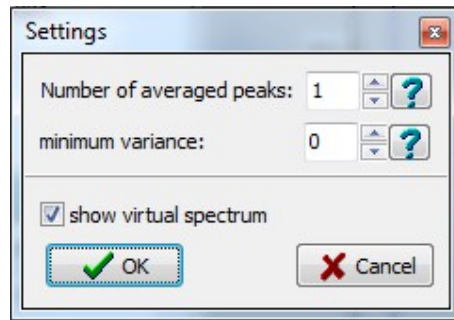 Settings
Number of averaged peaks: 1
minimum variance: 0
show virtual spectrum
OK Cancel